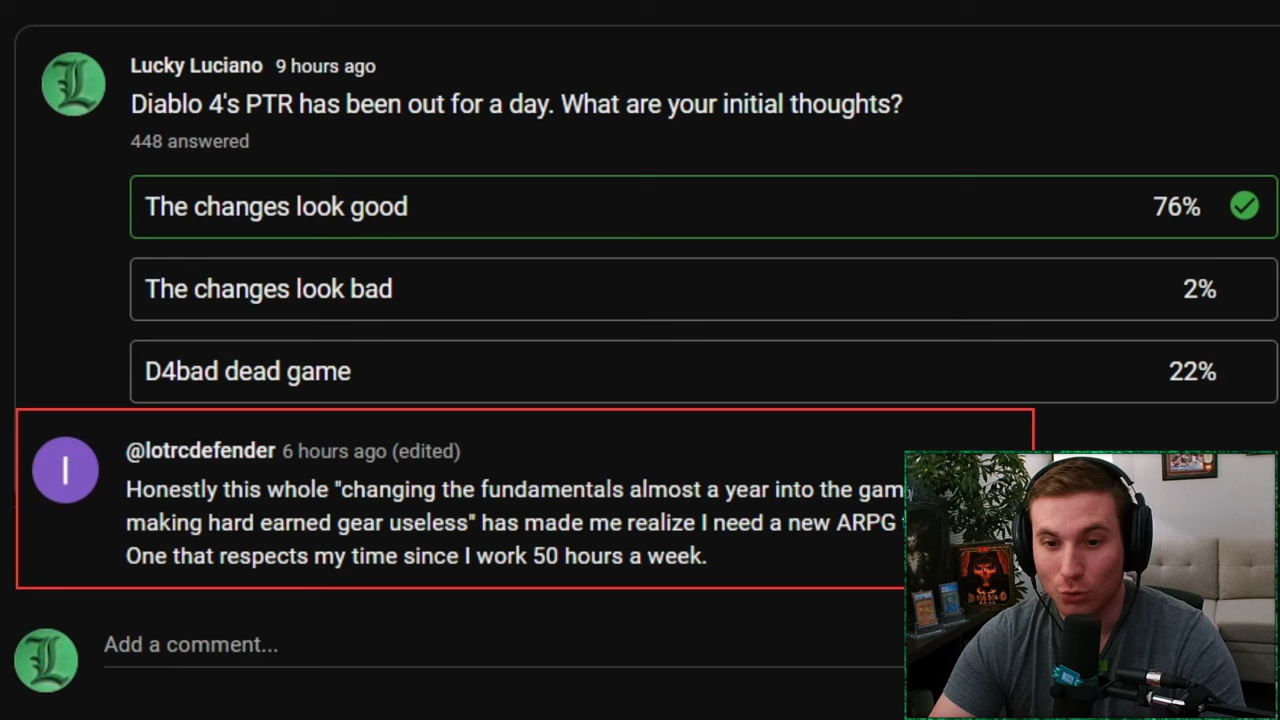 Lucky Luciano 9 hours ago
Diablo 4's PTR has been out for a day. What are your initial thoughts?
448 answered
The changes look good 76%
The changes look bad 2%
D4bad dead game 22%
@lotrcdefender 6 hours ago (edited)
Honestly this whole "changing the fundamentals almost a year into the gam
making hard earned gear useless" has made me realize I need a new ARPG
One that respects my time since I work 50 hours a week.
Add a comment...